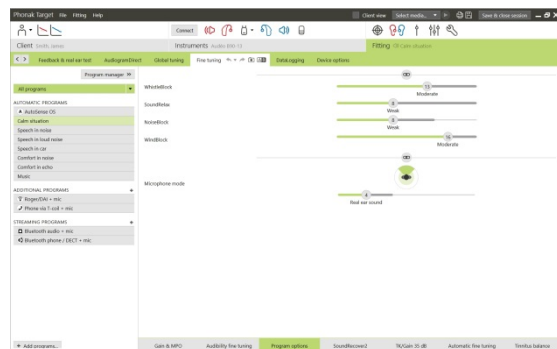 Phonak Target File Fitting Help
Client view Select media... Save & close session
Connect
Client Smith, James
Instruments Audéo B90-13
Fitting Calm situation
Feedback & real ear test AudiogramDirect Global tuning Fine tuning DataLogging Device options
Program manager
All programs
AUTOMATIC PROGRAMS
AutoSense OS
Calm situation
Speech in noise
Speech in loud noise
Speech in car
Comfort in noise
Comfort in echo
Music
ADDITIONAL PROGRAMS +
Roger/DAI + mic
Phone via T-coil + mic
STREAMING PROGRAMS +
Bluetooth audio + mic
Bluetooth phone / DECT + mic
WhistleBlock
Moderate
SoundRelax
Weak
NoiseBlock
Weak
WindBlock
Moderate
Microphone mode
Real ear sound
+ Add programs...
Gain & MPO Audibility fine tuning Program options SoundRecover2 TK/Gain 35 dB Automatic fine tuning Tinnitus balance